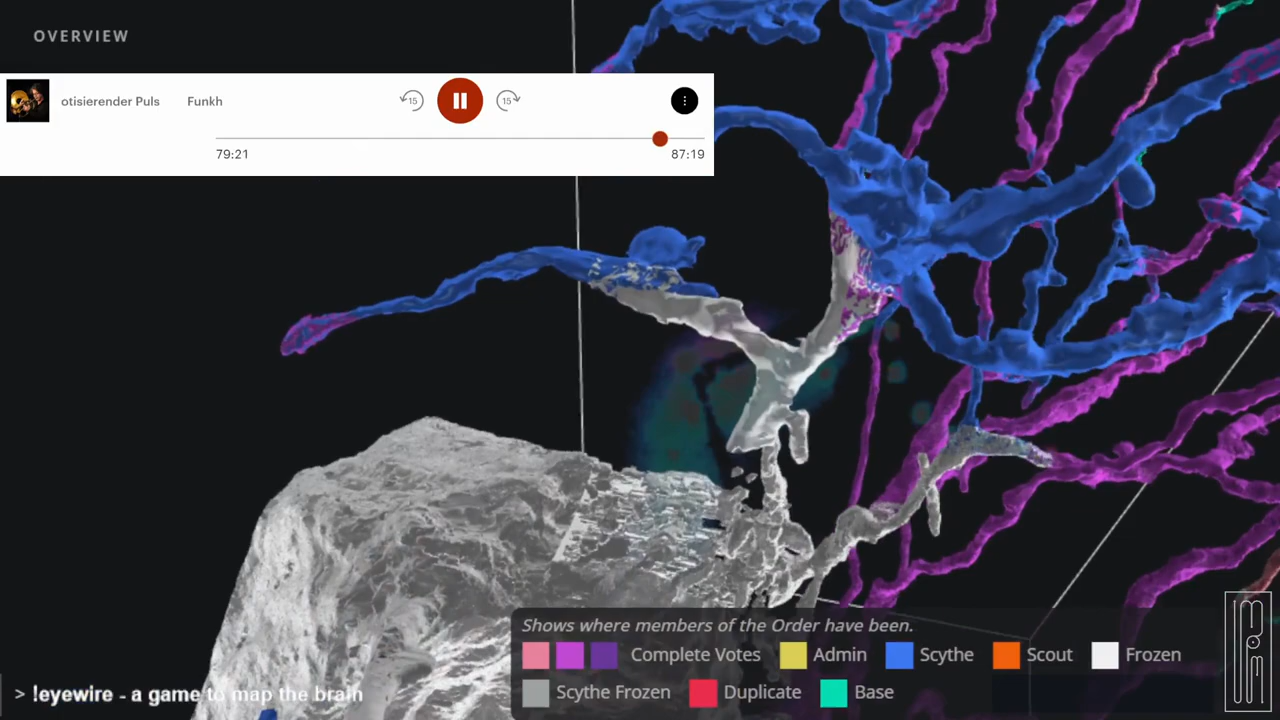 OVERVIEW
otisierender Puls Funkh
15 15
79:21 87:19
Shows where members of the Order have been.
Complete Votes Admin Scythe Scout Frozen
Scythe Frozen Duplicate Base
> !eyewire - a game to map the brain